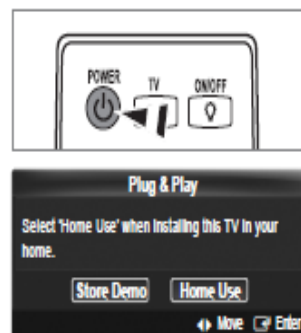 POWER TV ON/OFF
Plug & Play
Select 'Home Use' when installing this TV in your
home.
Store Demo Home Use
Move Enter